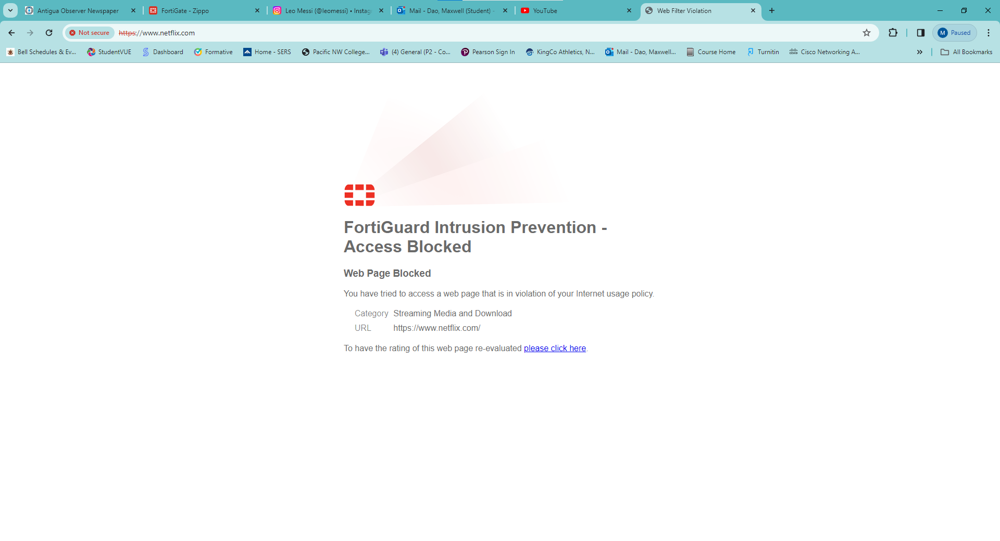 Antigua Observer Newspaper
FortiGate - Zippo
Leo Messi (@leomessi) • Instag
Mail - Dao, Maxwell (Student) -
YouTube
Web Filter Violation
Not secure
https://www.netflix.com
M
Paused
Bell Schedules & Ev...
StudentVUE
Dashboard
Formative
Home - SERS
Pacific NW College...
(4) General (P2 - Co...
Pearson Sign In
KingCo Athletics, N...
Mail - Dao, Maxwell...
Course Home
Turnitin
Cisco Networking A...
All Bookmarks
FortiGuard Intrusion Prevention -
Access Blocked
Web Page Blocked
You have tried to access a web page that is in violation of your Internet usage policy.
Category Streaming Media and Download
URL https://www.netflix.com/
To have the rating of this web page re-evaluated please click here.